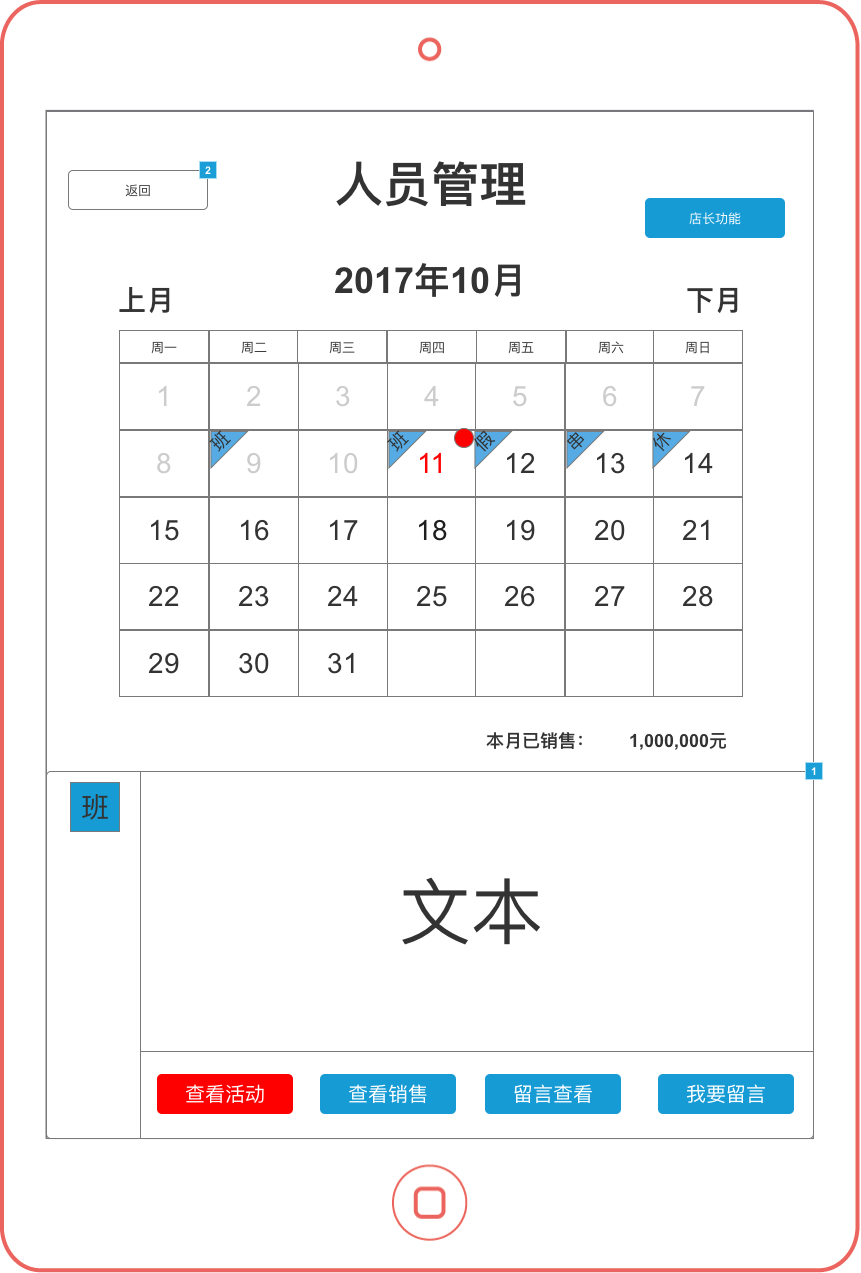 人员管理
2
返回
店长功能
2017年10月
上月
下月
周一 周二 周三 周四 周五 周六 周日
1 2 3 4 5 6 7
班 班 假 串 休
8 9 10 11 12 13 14
15 16 17 18 19 20 21
22 23 24 25 26 27 28
29 30 31
本月已销售： 1,000,000元
1
班
文本
查看活动 查看销售 留言查看 我要留言